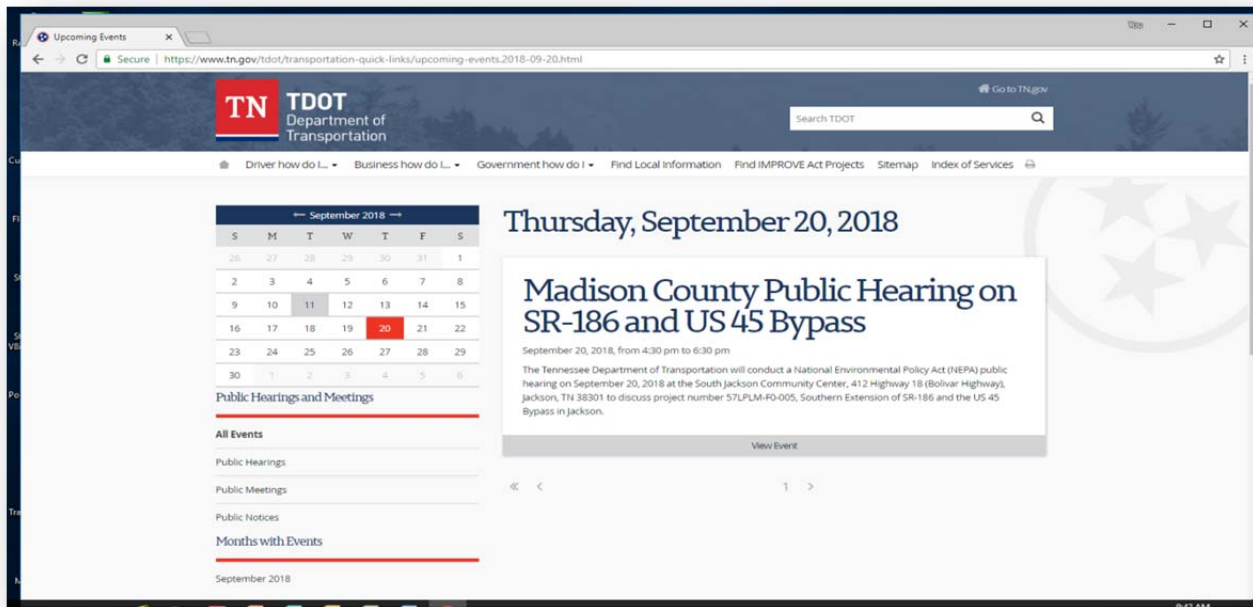 Upcoming Events
Secure | https://www.tn.gov/tdot/transportation-quick-links/upcoming-events.2018-09-20.html
Go to TN.gov
TN TDOT
Department of
Transportation
Search TDOT
Driver how do I... Business how do I... Government how do I Find Local Information Find IMPROVE Act Projects Sitemap Index of Services
← September 2018 →
S M T W T F S
26 27 28 29 30 31 1
2 3 4 5 6 7 8
9 10 11 12 13 14 15
16 17 18 19 20 21 22
23 24 25 26 27 28 29
30 1 2 3 4 5 6
Public Hearings and Meetings
All Events
Public Hearings
Public Meetings
Public Notices
Months with Events
September 2018
Thursday, September 20, 2018
Madison County Public Hearing on
SR-186 and US 45 Bypass
September 20, 2018, from 4:30 pm to 6:30 pm
The Tennessee Department of Transportation will conduct a National Environmental Policy Act (NEPA) public
hearing on September 20, 2018 at the South Jackson Community Center, 412 Highway 18 (Bolivar Highway),
Jackson, TN 38301 to discuss project number 57LPLM-F0-005, Southern Extension of SR-186 and the US 45
Bypass in Jackson.
View Event
« < 1 >